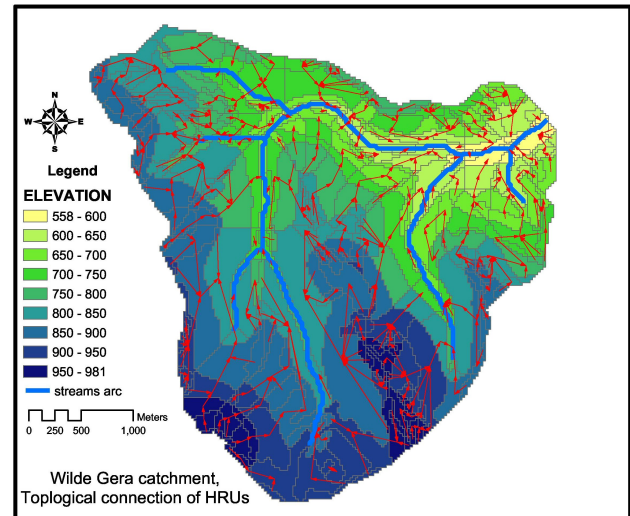 N
W E
S
Legend
ELEVATION
558 - 600
600 - 650
650 - 700
700 - 750
750 - 800
800 - 850
850 - 900
900 - 950
950 - 981
streams arc
Meters
0 250 500 1,000
Wilde Gera catchment,
Toplogical connection of HRUs